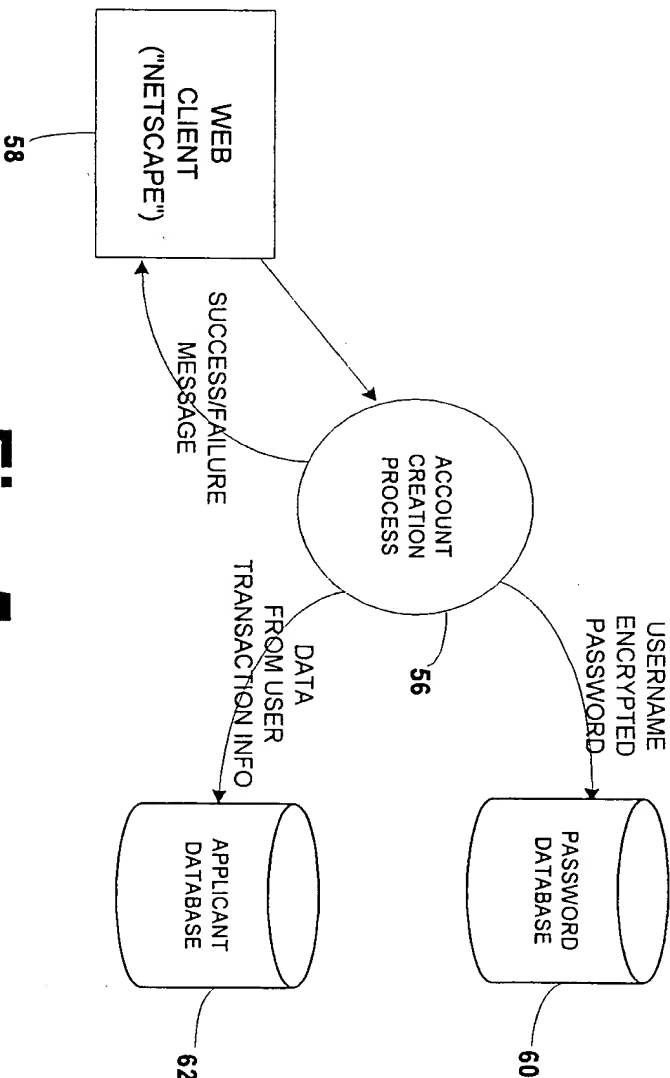 USERNAME
ENCRYPTED
PASSWORD
PASSWORD
DATABASE
60
ACCOUNT
CREATION
PROCESS
56
WEB
CLIENT
("NETSCAPE")
58
SUCCESS/FAILURE
MESSAGE
DATA
FROM USER
TRANSACTION INFO
APPLICANT
DATABASE
62